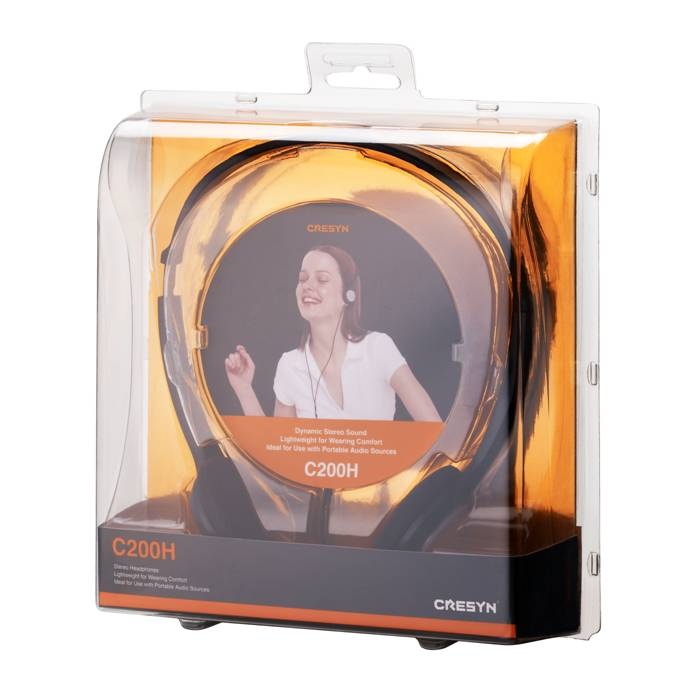 CRESYN
Dynamic Stereo Sound
Lightweight for Wearing Comfort
Ideal for Use with Portable Audio Sources
C200H
C200H
Stereo Headphones
Lightweight for Wearing Comfort
Ideal for Use with Portable Audio Sources
CRESYN